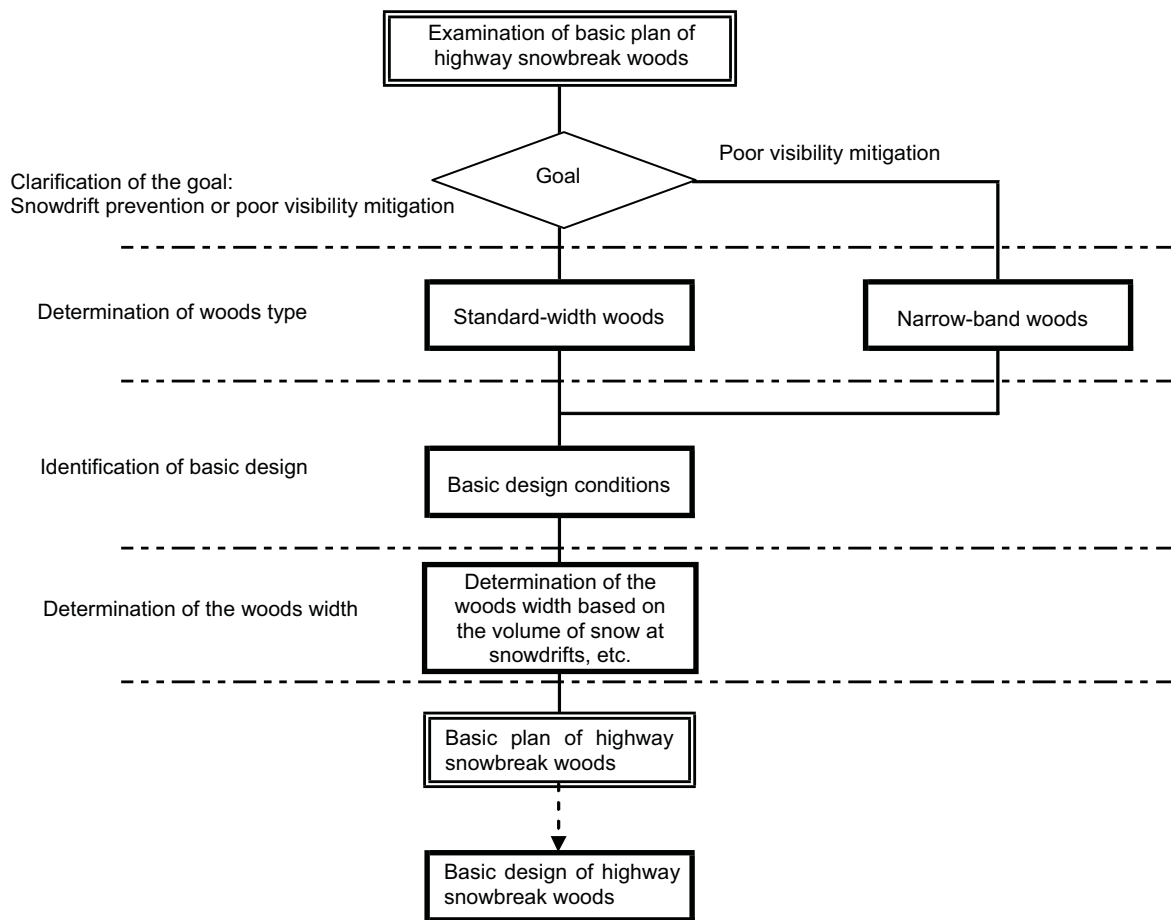 Examination of basic plan of
highway snowbreak woods
Poor visibility mitigation
Goal
Clarification of the goal:
Snowdrift prevention or poor visibility mitigation
Determination of woods type
Standard-width woods
Narrow-band woods
Identification of basic design
Basic design conditions
Determination of the woods width
Determination of the
woods width based on
the volume of snow at
snowdrifts, etc.
Basic plan of highway
snowbreak woods
Basic design of highway
snowbreak woods